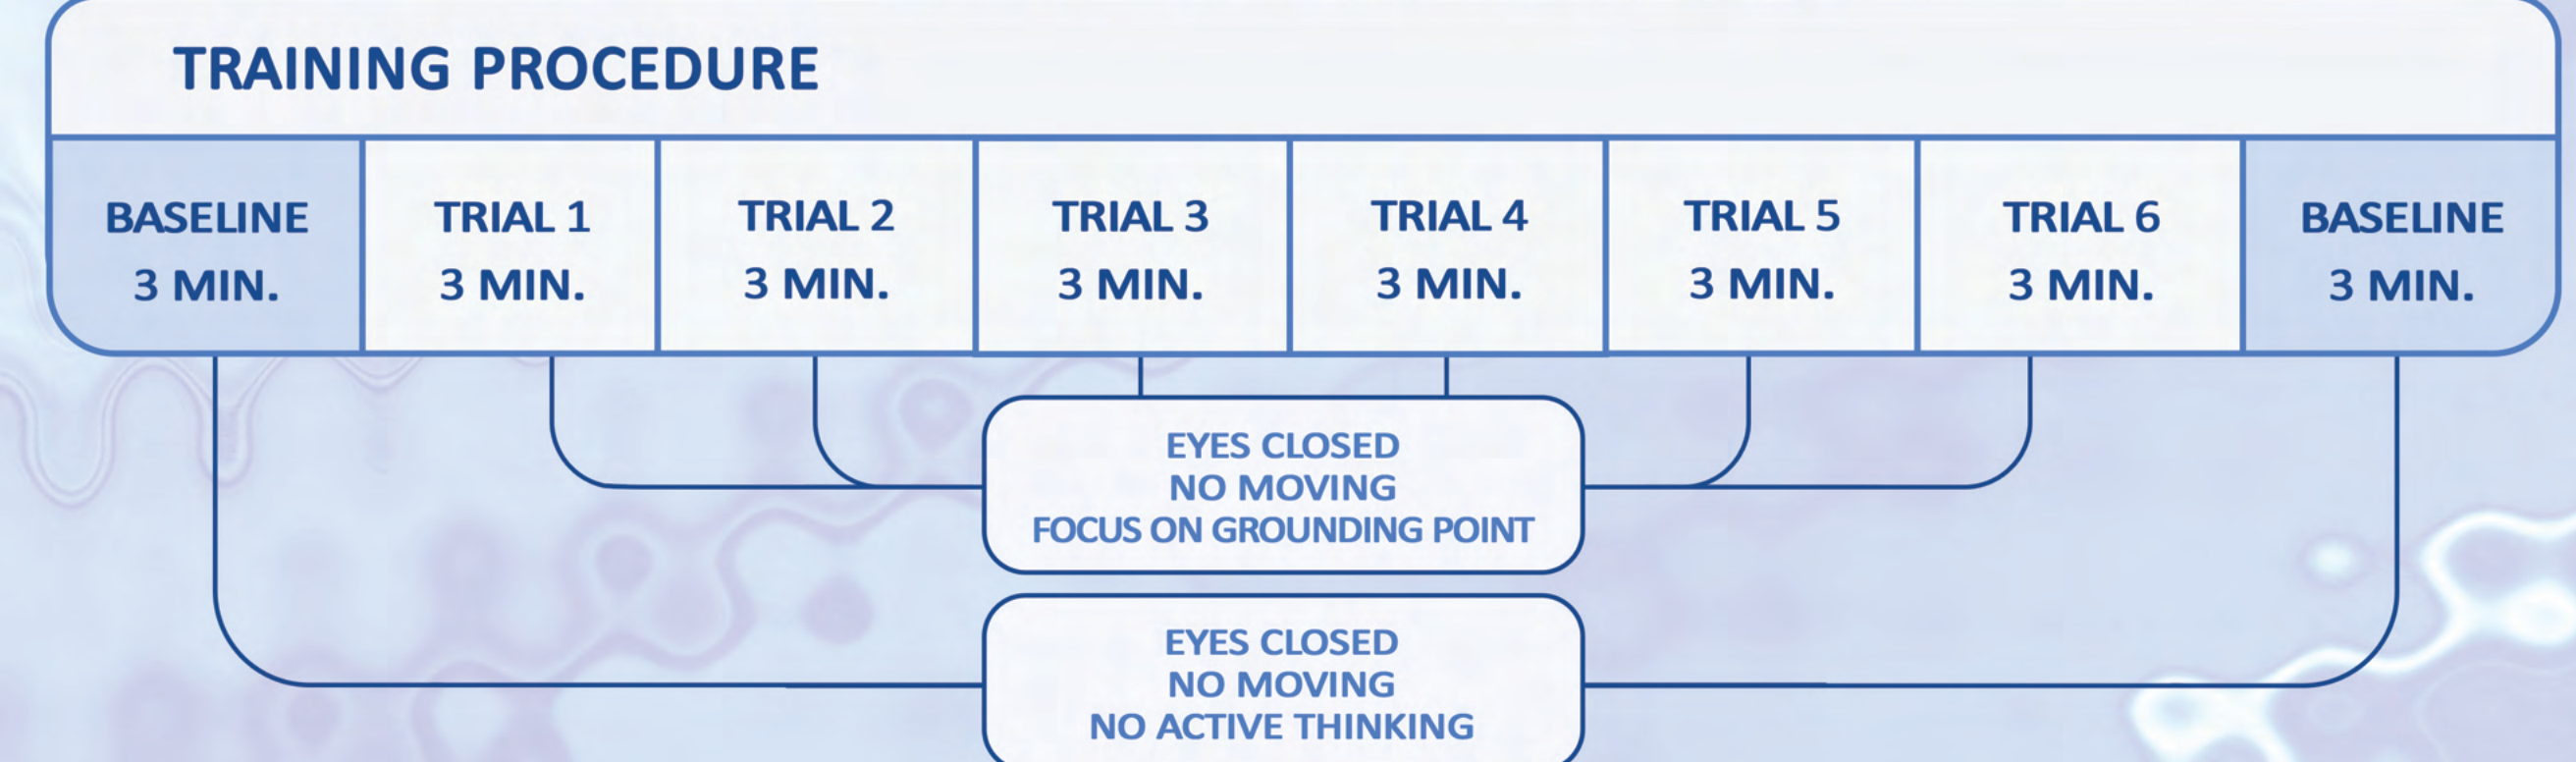 TRAINING PROCEDURE
BASELINE
3 MIN.
TRIAL 1
3 MIN.
TRIAL 2
3 MIN.
TRIAL 3
3 MIN.
TRIAL 4
3 MIN.
TRIAL 5
3 MIN.
TRIAL 6
3 MIN.
BASELINE
3 MIN.
EYES CLOSED
NO MOVING
FOCUS ON GROUNDING POINT
EYES CLOSED
NO MOVING
NO ACTIVE THINKING